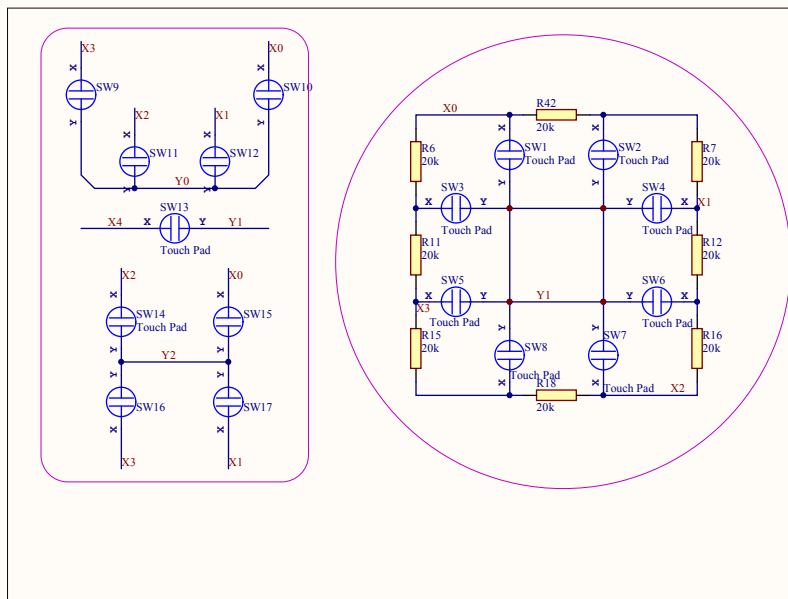 X3
X0
X
X
SW9
SW10
Y
Y
X2
X1
X
X
SW11
SW12
Y
Y
Y0
SW13
X4
X
Y
Y1
Touch Pad
X2
X0
X
X
SW14
Touch Pad
SW15
Y
Y
Y2
Y
Y
SW16
SW17
X
X
X3
X1
X0
R42
20k
R6
20k
X
SW1
Touch Pad
Y
X
SW2
Touch Pad
Y
R7
20k
SW3
X
Y
Touch Pad
SW4
Y
X
Touch Pad
X1
R11
20k
R12
20k
SW5
X
Y
Touch Pad
Y1
SW6
Y
X
Touch Pad
X3
R15
20k
Y
SW8
Touch Pad
X
Y
SW7
Touch Pad
X
R16
20k
R18
20k
X2